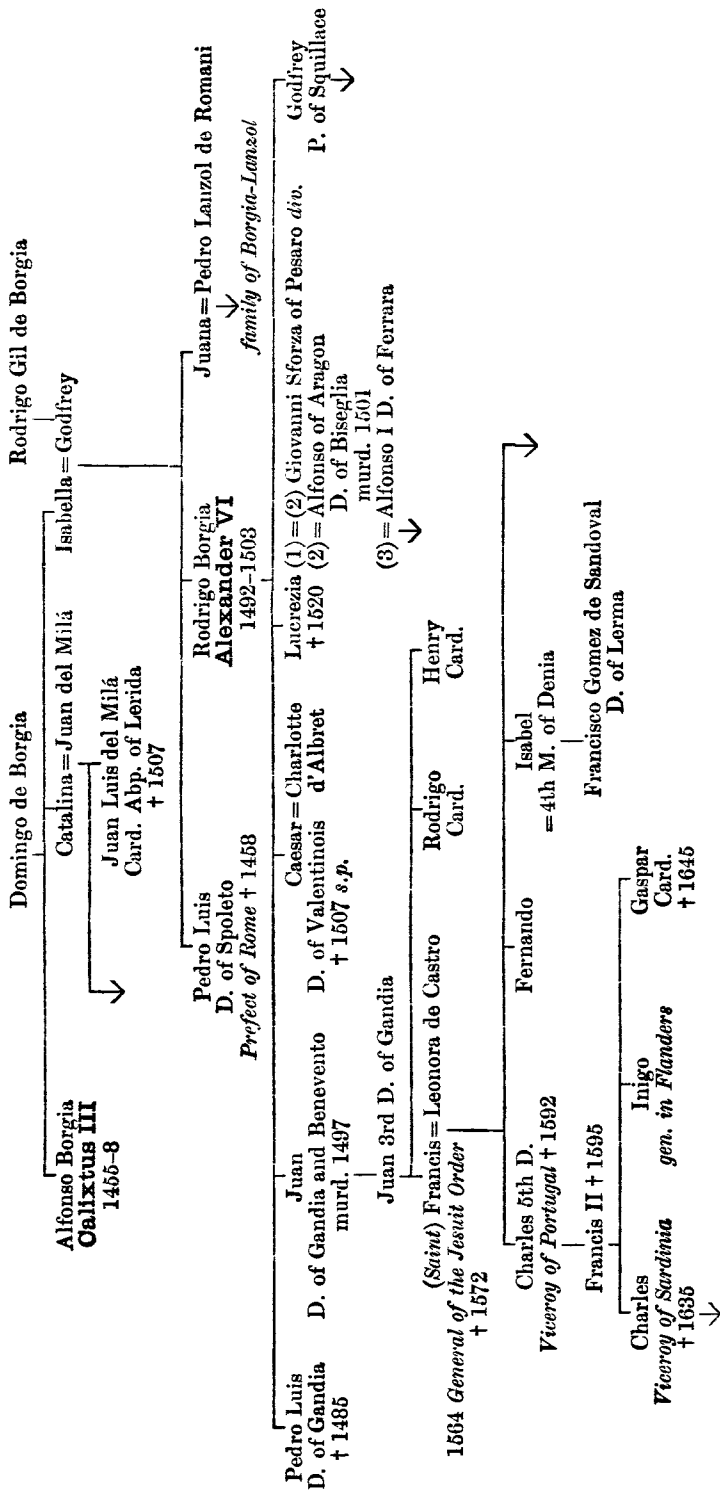 Domingo de Borgia
Rodrigo Gil de Borgia
Alfonso Borgia
Calixtus III
1455-8
Catalina = Juan del Milá
Isabella = Godfrey
Juan Luis del Milá
Card. Abp. of Lerida
† 1507
Pedro Luis
D. of Spoleto
Prefect of Rome † 1458
Rodrigo Borgia
Alexander VI
1492-1503
Juana = Pedro Lanzol de Romani
family of Borgia-Lanzol
Pedro Luis
D. of Gandia
† 1485
Juan
D. of Gandia and Benevento
murd. 1497
Caesar = Charlotte
D. of Valentinois d'Albret
† 1507 s.p.
Lucrezia (1) = (2) Giovanni Sforza of Pesaro div.
† 1520 (2) = Alfonso of Aragon
D. of Biseglia
murd. 1501
(3) = Alfonso I D. of Ferrara
Godfrey
P. of Squillace
Juan 3rd D. of Gandia
(Saint) Francis = Leonora de Castro
1564 General of the Jesuit Order
† 1572
Rodrigo
Card.
Henry
Card.
Charles 5th D.
Viceroy of Portugal † 1592
Fernando
Isabel
= 4th M. of Denia
Francis II † 1595
Francisco Gomez de Sandoval
D. of Lerma
Charles
Viceroy of Sardinia
† 1635
Inigo
gen. in Flanders
Gaspar
Card.
† 1645